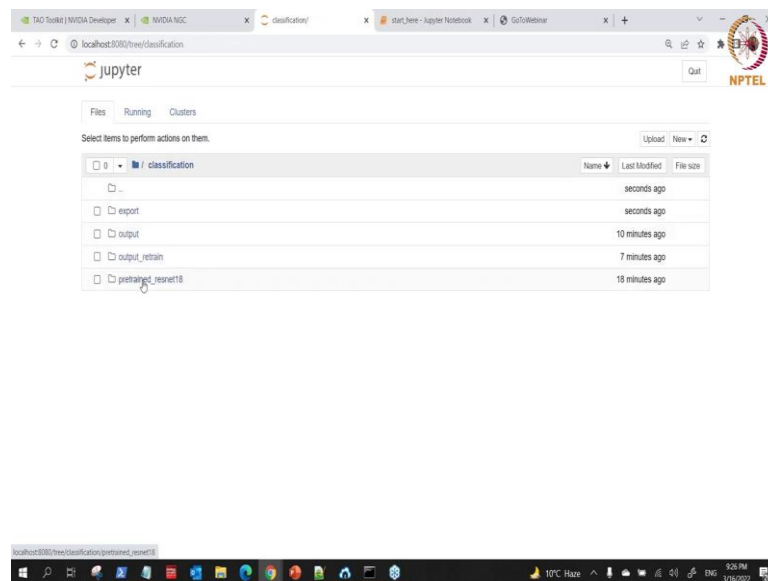 TAO Toolkit | NVIDIA Developer x NVIDIA NGC x classification/ x start_here - Jupyter Notebook x GoToWebinar x +
localhost:8080/tree/classification
jupyter Quit
NPTEL
Files Running Clusters
Select items to perform actions on them. Upload New
0 / classification Name Last Modified File size
.. seconds ago
export seconds ago
output 10 minutes ago
output_retrain 7 minutes ago
pretrained_resnet18 18 minutes ago
localhost:8080/tree/classification/pretrained_resnet18
10°C Haze ENG 9:26 PM
3/16/2022